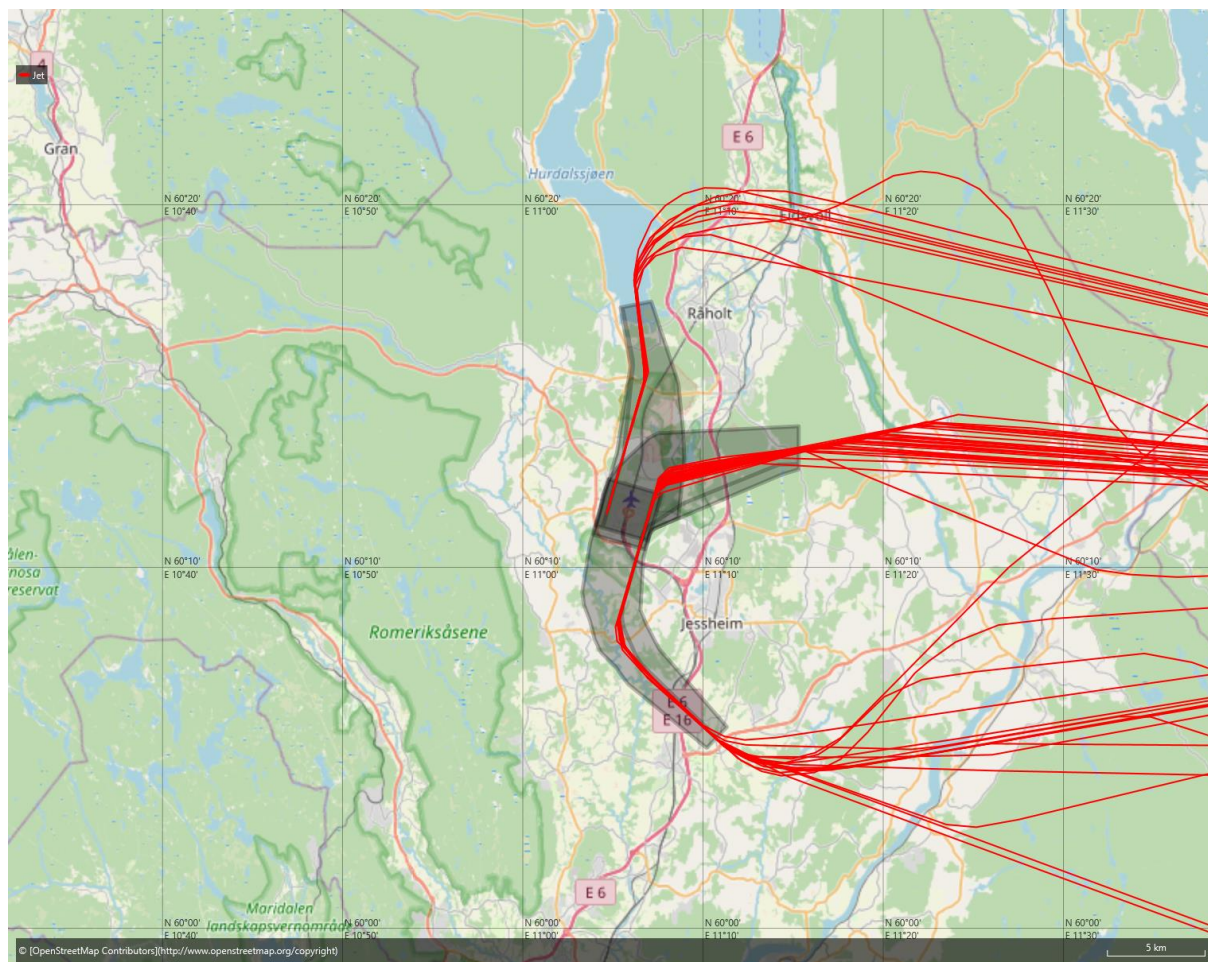 4
Jet
Gran
E 6
Hurdalssjøen
N 60°20'
E 10°40'
N 60°20'
E 10°50'
N 60°20'
E 11°00'
N 60°20'
E 11°10'
N 60°20'
E 11°20'
N 60°20'
E 11°30'
Råholt
N 60°10'
E 10°40'
N 60°10'
E 10°50'
N 60°10'
E 11°00'
N 60°10'
E 11°10'
N 60°10'
E 11°20'
N 60°10'
E 11°30'
reservat
Romeriksåsene
Jessheim
E 6
E 16
E 6
Maridalen
landskapsvernområde
N 60°00'
E 10°40'
N 60°00'
E 10°50'
N 60°00'
E 11°00'
N 60°00'
E 11°10'
N 60°00'
E 11°20'
N 60°00'
E 11°30'
© [OpenStreetMap Contributors](http://www.openstreetmap.org/copyright)
5 km